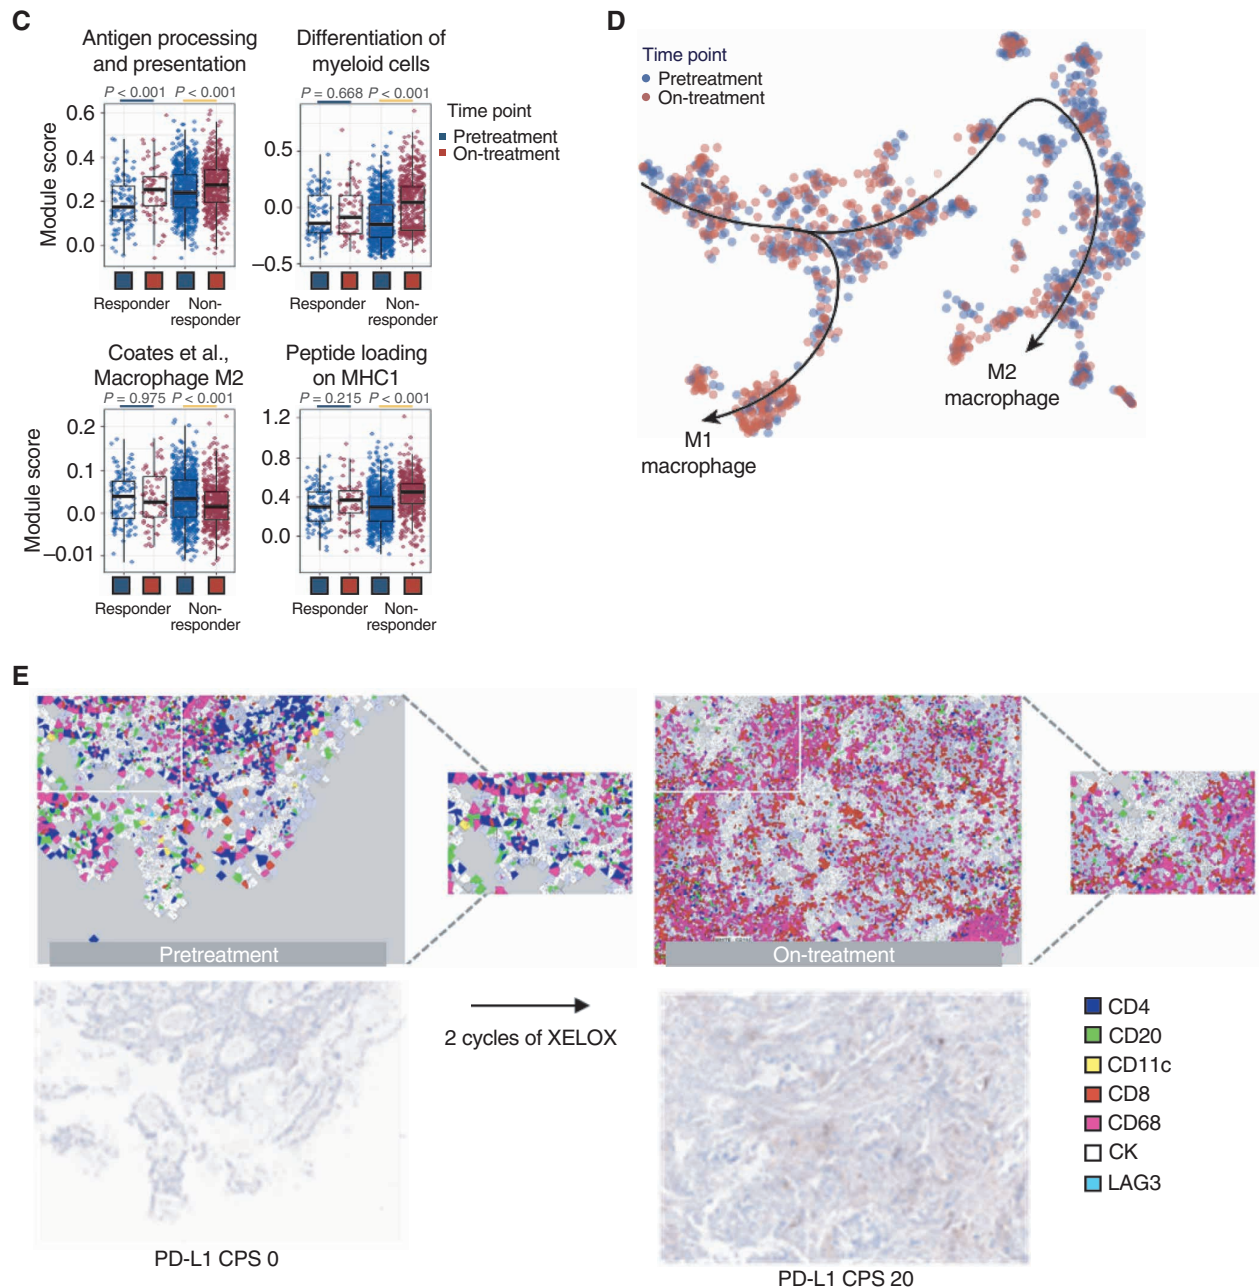 C
Antigen processing
and presentation
P < 0.001 P < 0.001
Module score
0.6
0.4
0.2
0.0
Responder Non-
responder
Differentiation of
myeloid cells
P = 0.668 P < 0.001
0.5
0.0
–0.5
Responder Non-
responder
Time point
Pretreatment
On-treatment
Coates et al.,
Macrophage M2
P = 0.975 P < 0.001
Module score
0.2
0.1
0.0
–0.01
Responder Non-
responder
Peptide loading
on MHC1
P = 0.215 P < 0.001
1.2
0.8
0.4
0.0
Responder Non-
responder
D
Time point
Pretreatment
On-treatment
M1
macrophage
M2
macrophage
E
Pretreatment
On-treatment
2 cycles of XELOX
PD-L1 CPS 0
PD-L1 CPS 20
CD4
CD20
CD11c
CD8
CD68
CK
LAG3